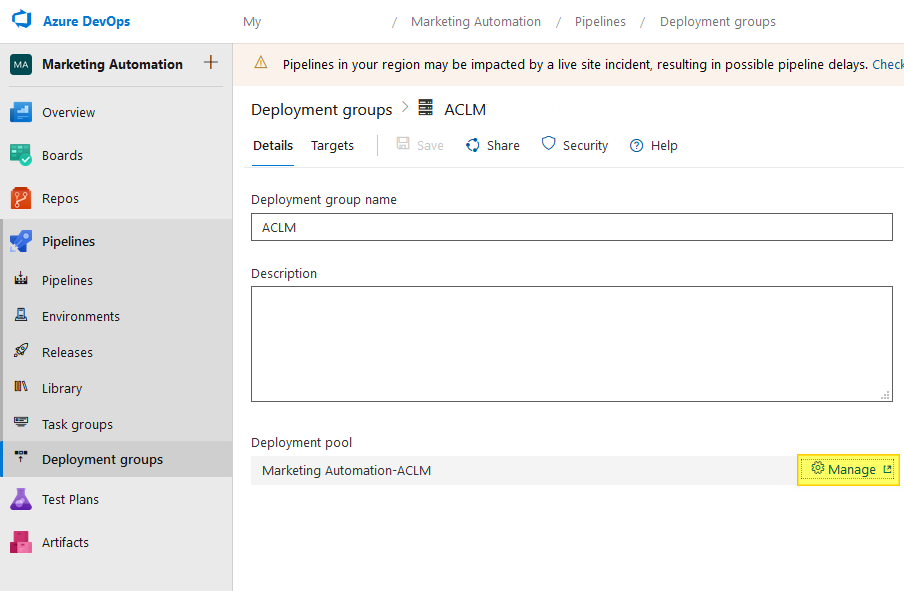 Azure DevOps
My / Marketing Automation / Pipelines / Deployment groups
MA Marketing Automation
Pipelines in your region may be impacted by a live site incident, resulting in possible pipeline delays. Check
Overview
Boards
Repos
Pipelines
Pipelines
Environments
Releases
Library
Task groups
Deployment groups
Test Plans
Artifacts
Deployment groups > ACLM
Details Targets Save Share Security Help
Deployment group name
ACLM
Description
Deployment pool
Marketing Automation-ACLM Manage